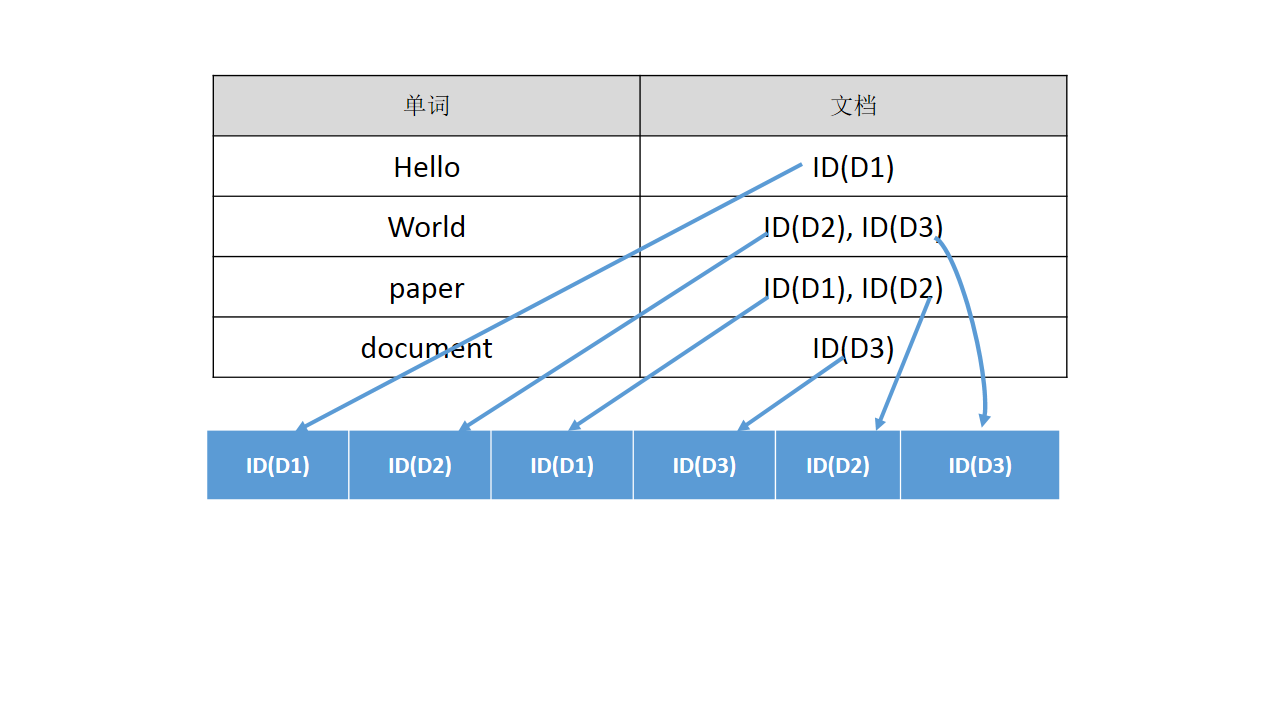 单词 文档
Hello ID(D1)
World ID(D2), ID(D3)
paper ID(D1), ID(D2)
document ID(D3)
ID(D1) ID(D2) ID(D1) ID(D3) ID(D2) ID(D3)